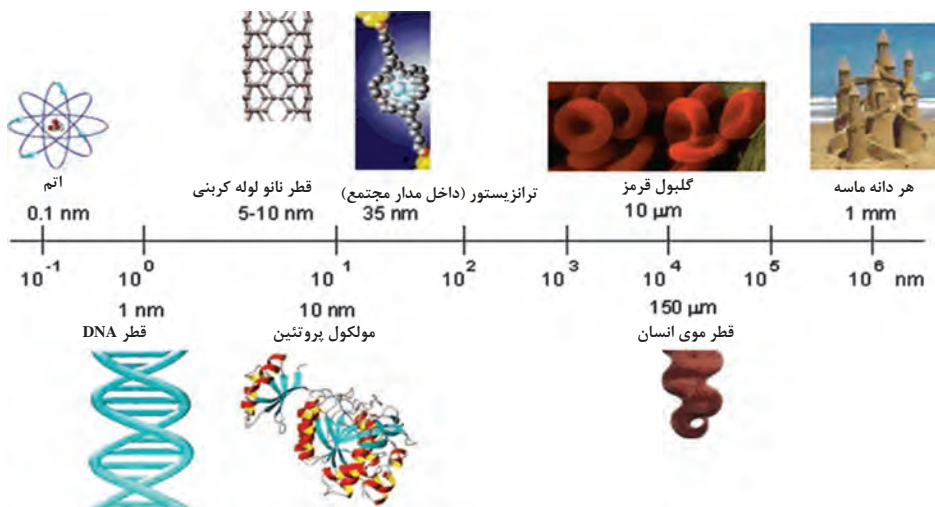 اتم
0.1 nm
قطر نانو لوله کربنی
5-10 nm
ترانزیستور (داخل مدار مجتمع)
35 nm
گلبول قرمز
10 µm
هر دانه ماسه
1 mm
10⁻¹ 10⁰ 10¹ 10² 10³ 10⁴ 10⁵ 10⁶ nm
1 nm
قطر DNA
10 nm
مولکول پروتئین
150 µm
قطر موی انسان